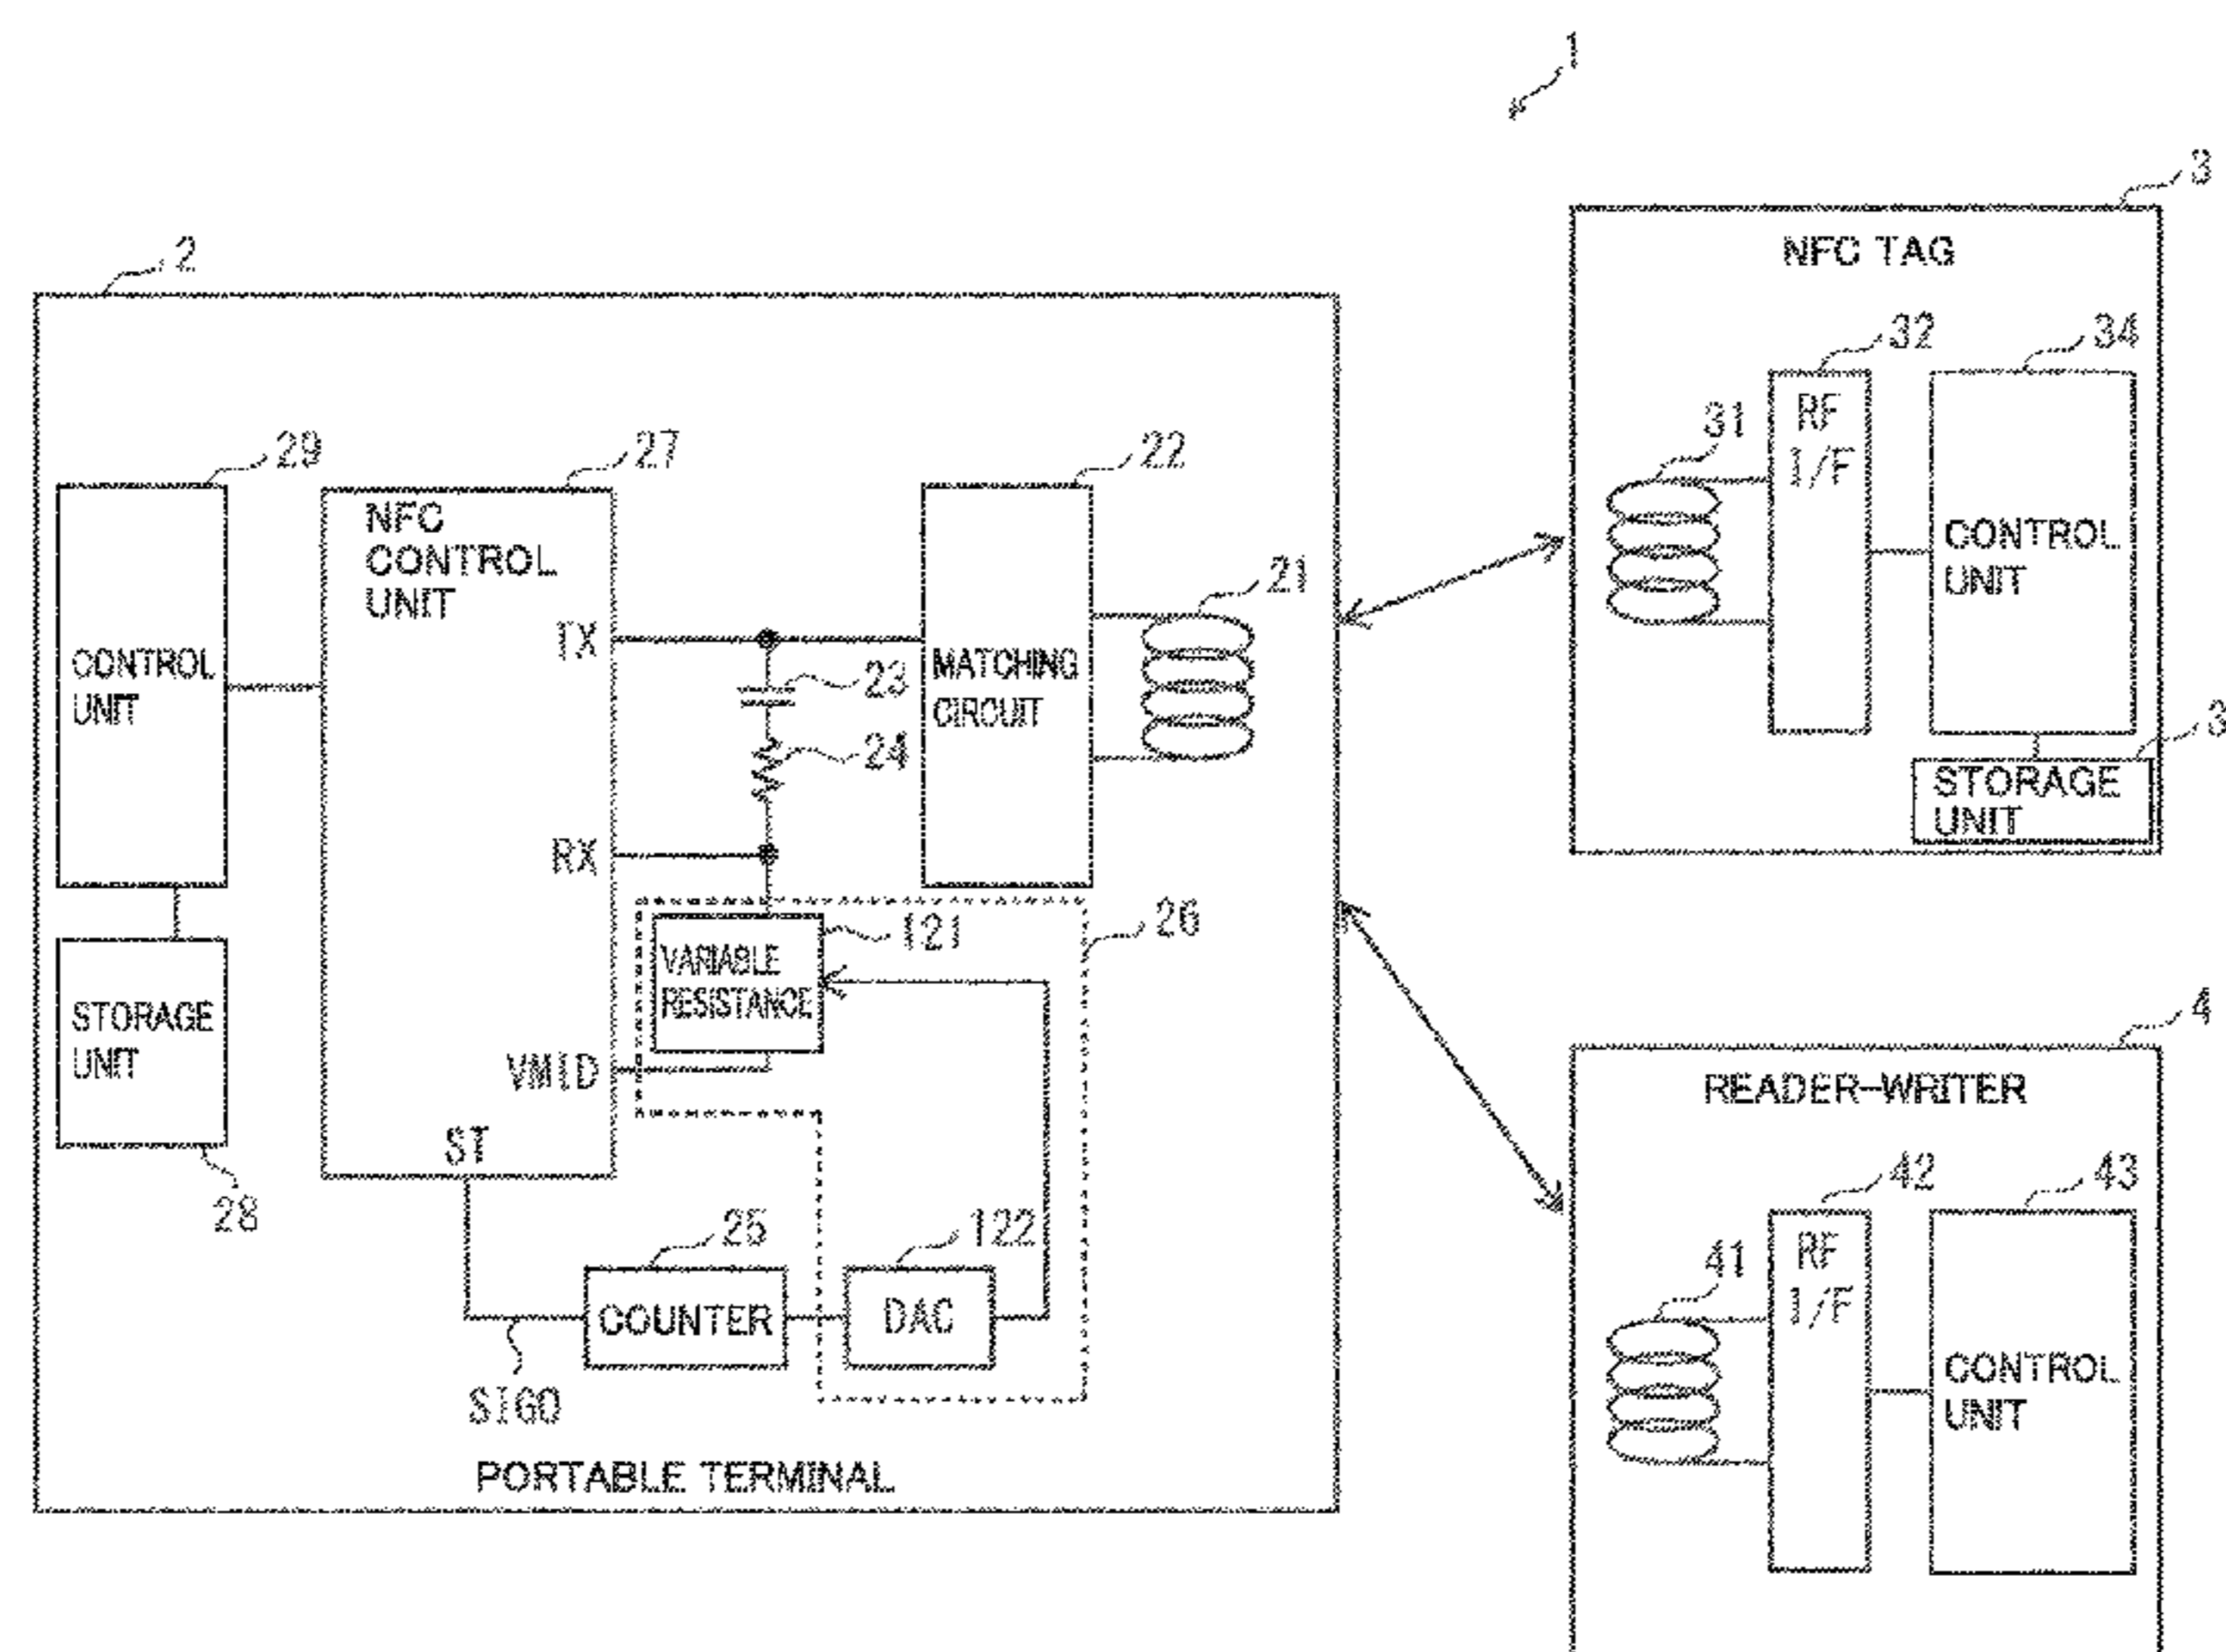 1
3
NFC TAG
2
32
34
31
RF
I/F
CONTROL
UNIT
3
STORAGE
UNIT
29
27
22
NFC
CONTROL
UNIT
21
TX
CONTROL
UNIT
23
MATCHING
CIRCUIT
24
RX
121
26
VARIABLE
RESISTANCE
STORAGE
UNIT
VMID
ST
28
25
122
COUNTER
DAC
SIG0
PORTABLE TERMINAL
4
READER-WRITER
42
43
41
RF
I/F
CONTROL
UNIT